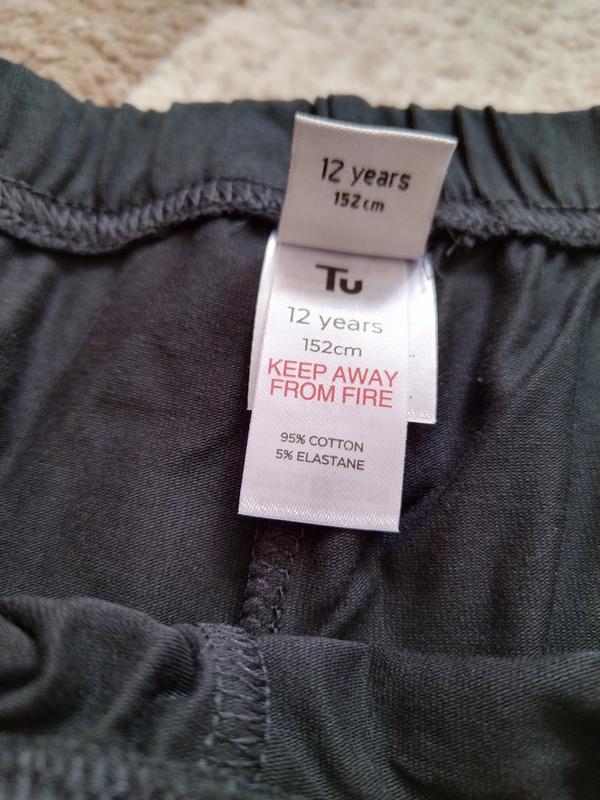 12 years
152cm
Tu
12 years
152cm
KEEP AWAY
FROM FIRE
95% COTTON
5% ELASTANE